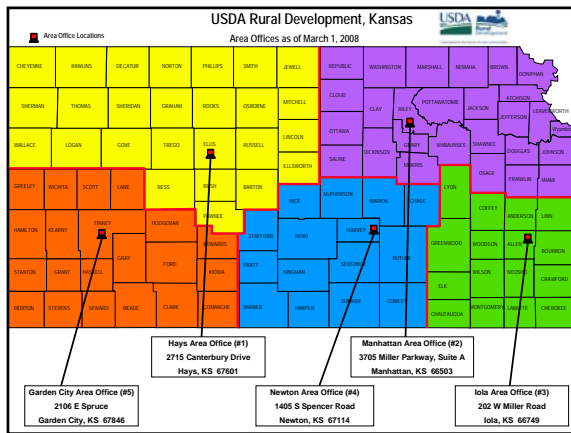 USDA Rural Development, Kansas
Area Offices as of March 1, 2008
Area Office Locations
USDA
Rural
Development
CHEYENNE RAWLINS DECATUR NORTON PHILLIPS SMITH JEWELL REPUBLIC WASHINGTON MARSHALL NEMAHA BROWN DONIPHAN
SHERMAN THOMAS SHERIDAN GRAHAM ROOKS OSBORNE MITCHELL CLOUD CLAY RILEY POTTAWATOMIE JACKSON ATCHISON JEFFERSON LEAVENWORTH
WALLACE LOGAN GOVE TREGO ELLIS RUSSELL LINCOLN OTTAWA DICKINSON GEARY WABAUNSEE SHAWNEE DOUGLAS JOHNSON
ELLSWORTH SALINE MORRIS OSAGE FRANKLIN MIAMI
GREELEY WICHITA SCOTT LANE NESS RUSH BARTON RICE McPHERSON MARION CHASE LYON COFFEY ANDERSON LINN
HAMILTON KEARNY FINNEY HODGEMAN PAWNEE STAFFORD RENO HARVEY GREENWOOD WOODSON ALLEN BOURBON
STANTON GRANT HASKELL GRAY FORD EDWARDS KIOWA PRATT KINGMAN SEDGWICK BUTLER ELK WILSON NEOSHO CRAWFORD
MORTON STEVENS SEWARD MEADE CLARK COMANCHE BARBER HARPER SUMNER COWLEY CHAUTAUQUA MONTGOMERY LABETTE CHEROKEE
Hays Area Office (#1)
2715 Canterbury Drive
Hays, KS 67601
Manhattan Area Office (#2)
3705 Miller Parkway, Suite A
Manhattan, KS 66503
Garden City Area Office (#5)
2106 E Spruce
Garden City, KS 67846
Newton Area Office (#4)
1405 S Spencer Road
Newton, KS 67114
Iola Area Office (#3)
202 W Miller Road
Iola, KS 66749